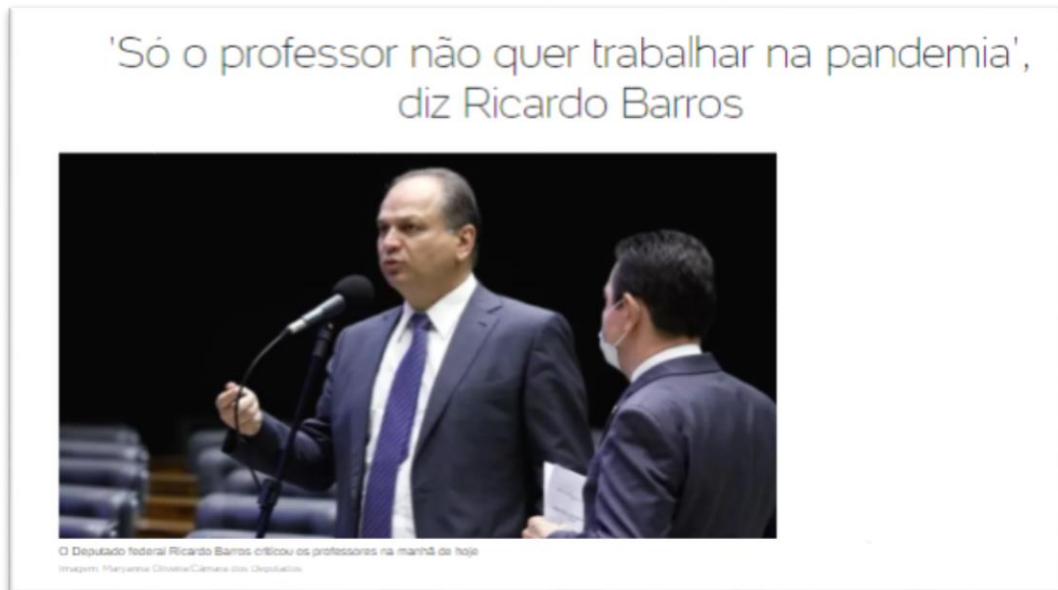 'Só o professor não quer trabalhar na pandemia',
diz Ricardo Barros
O Deputado federal Ricardo Barros criticou os professores na manhã de hoje
Imagem: Maryanna Oliveira/Câmara dos Deputados